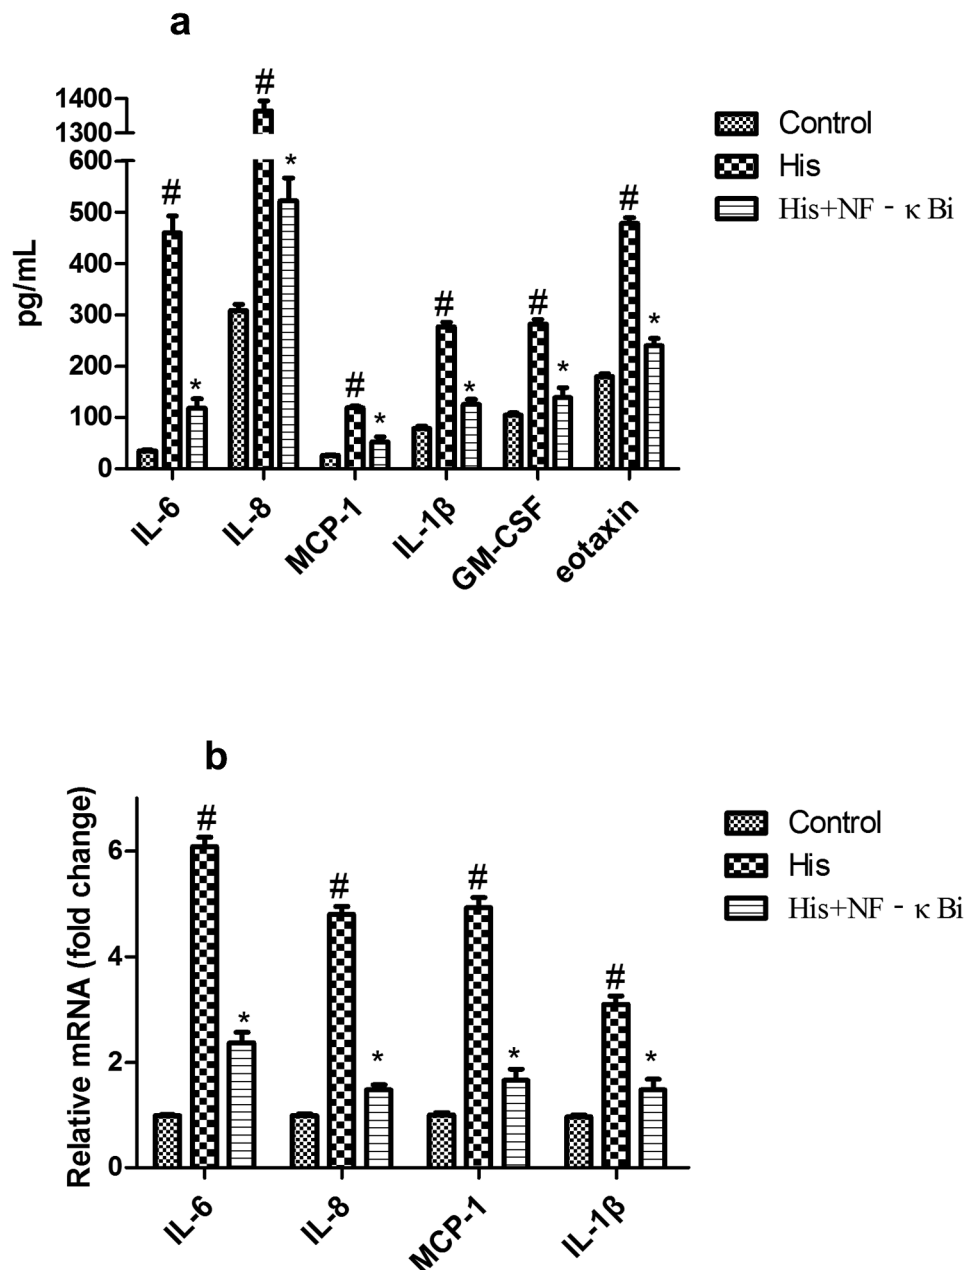 a
1400
1300
600
500
400
300
200
100
0
pg/mL
# # * * # * # * # * # *
IL-6 IL-8 MCP-1 IL-1β GM-CSF eotaxin
Control
His
His+NF - κ Bi
b
6
4
2
0
Relative mRNA (fold change)
# * # * # * # *
IL-6 IL-8 MCP-1 IL-1β
Control
His
His+NF - κ Bi